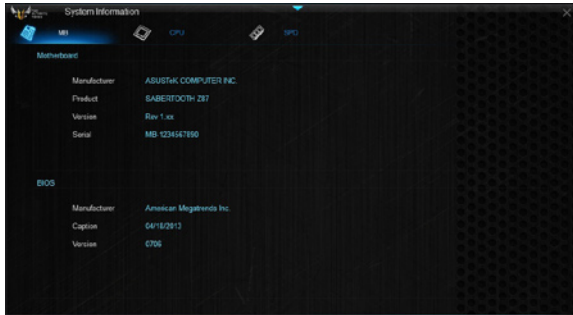 System Information
MB CPU SPD
Motherboard
Manufacturer ASUSTeK COMPUTER INC.
Product SABERTOOTH Z87
Version Rev 1.xx
Serial MB-1234567890
BIOS
Manufacturer American Megatrends Inc.
Caption 04/18/2013
Version 0706